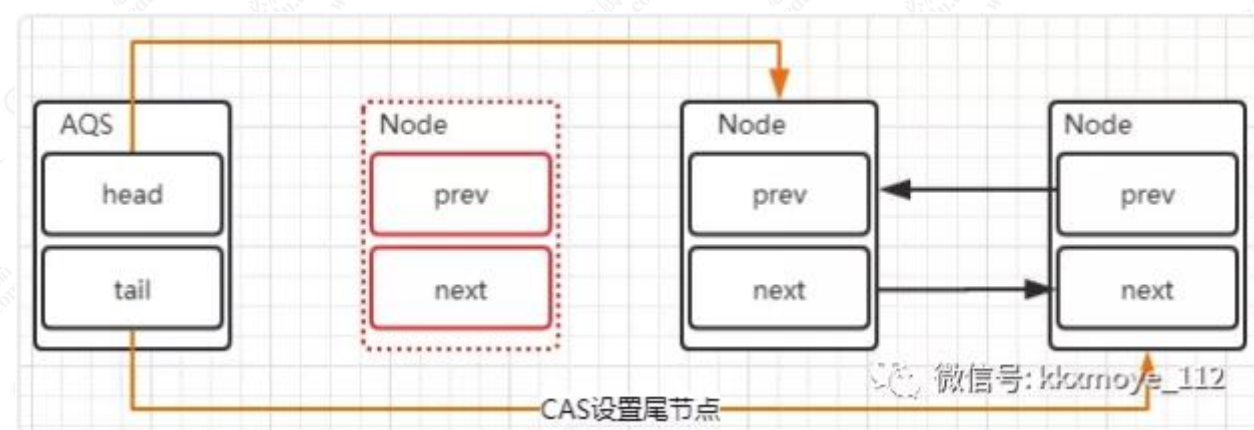 AQS
head
tail
Node
prev
next
Node
prev
next
Node
prev
next
微信号: kkxmoye_112
CAS设置尾节点